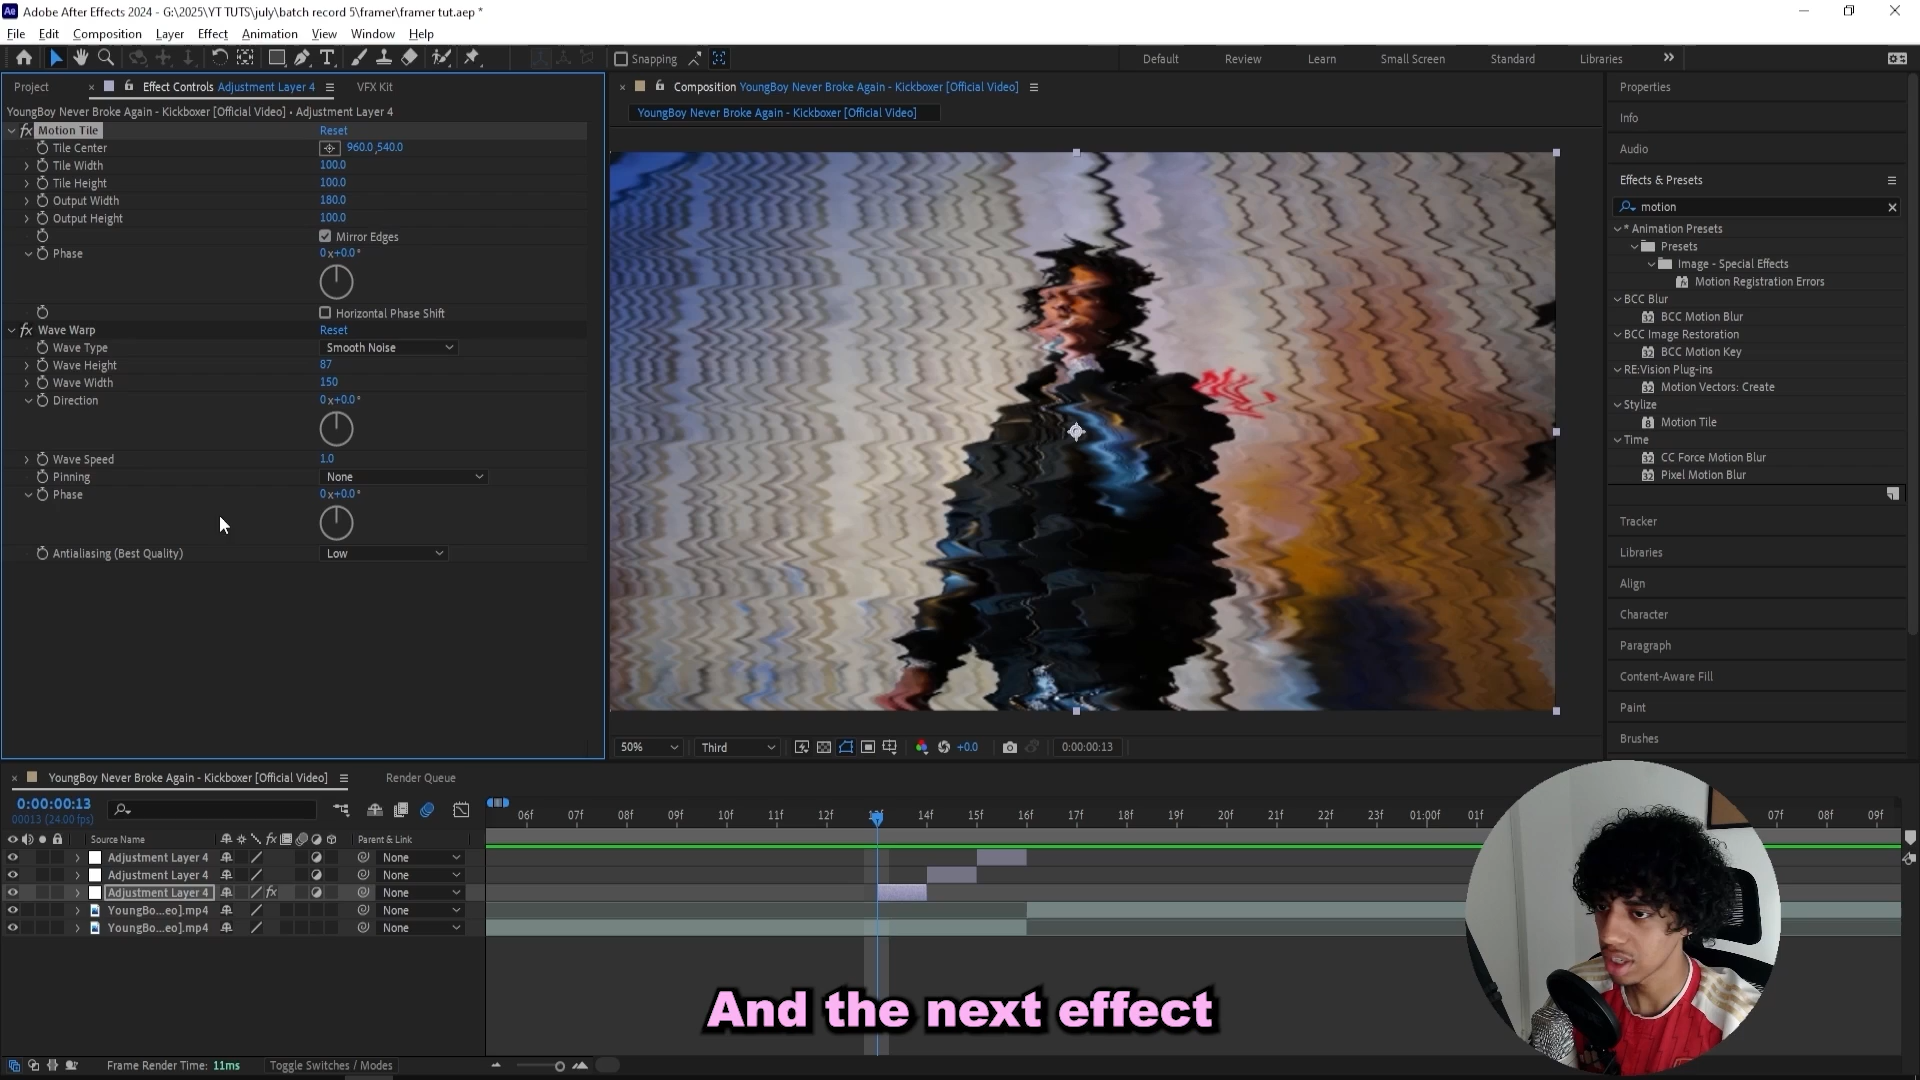 Adobe After Effects 2024 - G:\2025\YT TUTS\july\batch record 5\framer\framer tut.aep *
File Edit Composition Layer Effect Animation View Window Help
Snapping Default Review Learn Small Screen Standard Libraries
Project Effect Controls Adjustment Layer 4 VFX Kit
YoungBoy Never Broke Again - Kickboxer [Official Video] • Adjustment Layer 4
fx Motion Tile Reset
Tile Center 960.0,540.0
Tile Width 100.0
Tile Height 100.0
Output Width 180.0
Output Height 100.0
Mirror Edges
Phase 0x+0.0°
Horizontal Phase Shift
fx Wave Warp Reset
Wave Type Smooth Noise
Wave Height 87
Wave Width 150
Direction 0x+0.0°
Wave Speed 1.0
Pinning None
Phase 0x+0.0°
Antialiasing (Best Quality) Low
Composition YoungBoy Never Broke Again - Kickboxer [Official Video]
YoungBoy Never Broke Again - Kickboxer [Official Video]
50% Third +0.0 0:00:00:13
Properties
Info
Audio
Effects & Presets
motion
* Animation Presets
Presets
Image - Special Effects
Motion Registration Errors
BCC Blur
BCC Motion Blur
BCC Image Restoration
BCC Motion Key
RE:Vision Plug-ins
Motion Vectors: Create
Stylize
Motion Tile
Time
CC Force Motion Blur
Pixel Motion Blur
Tracker
Libraries
Align
Character
Paragraph
Content-Aware Fill
Paint
Brushes
YoungBoy Never Broke Again - Kickboxer [Official Video] Render Queue
0:00:00:13
00013 (24.00 fps)
06f 07f 08f 09f 10f 11f 12f 13f 14f 15f 16f 17f 18f 19f 20f 21f 22f 23f 01:00f 01f 07f 08f 09f
Source Name Parent & Link
Adjustment Layer 4 None
Adjustment Layer 4 None
Adjustment Layer 4 fx None
YoungBo...eo].mp4 None
YoungBo...eo].mp4 None
And the next effect
Frame Render Time: 11ms Toggle Switches / Modes